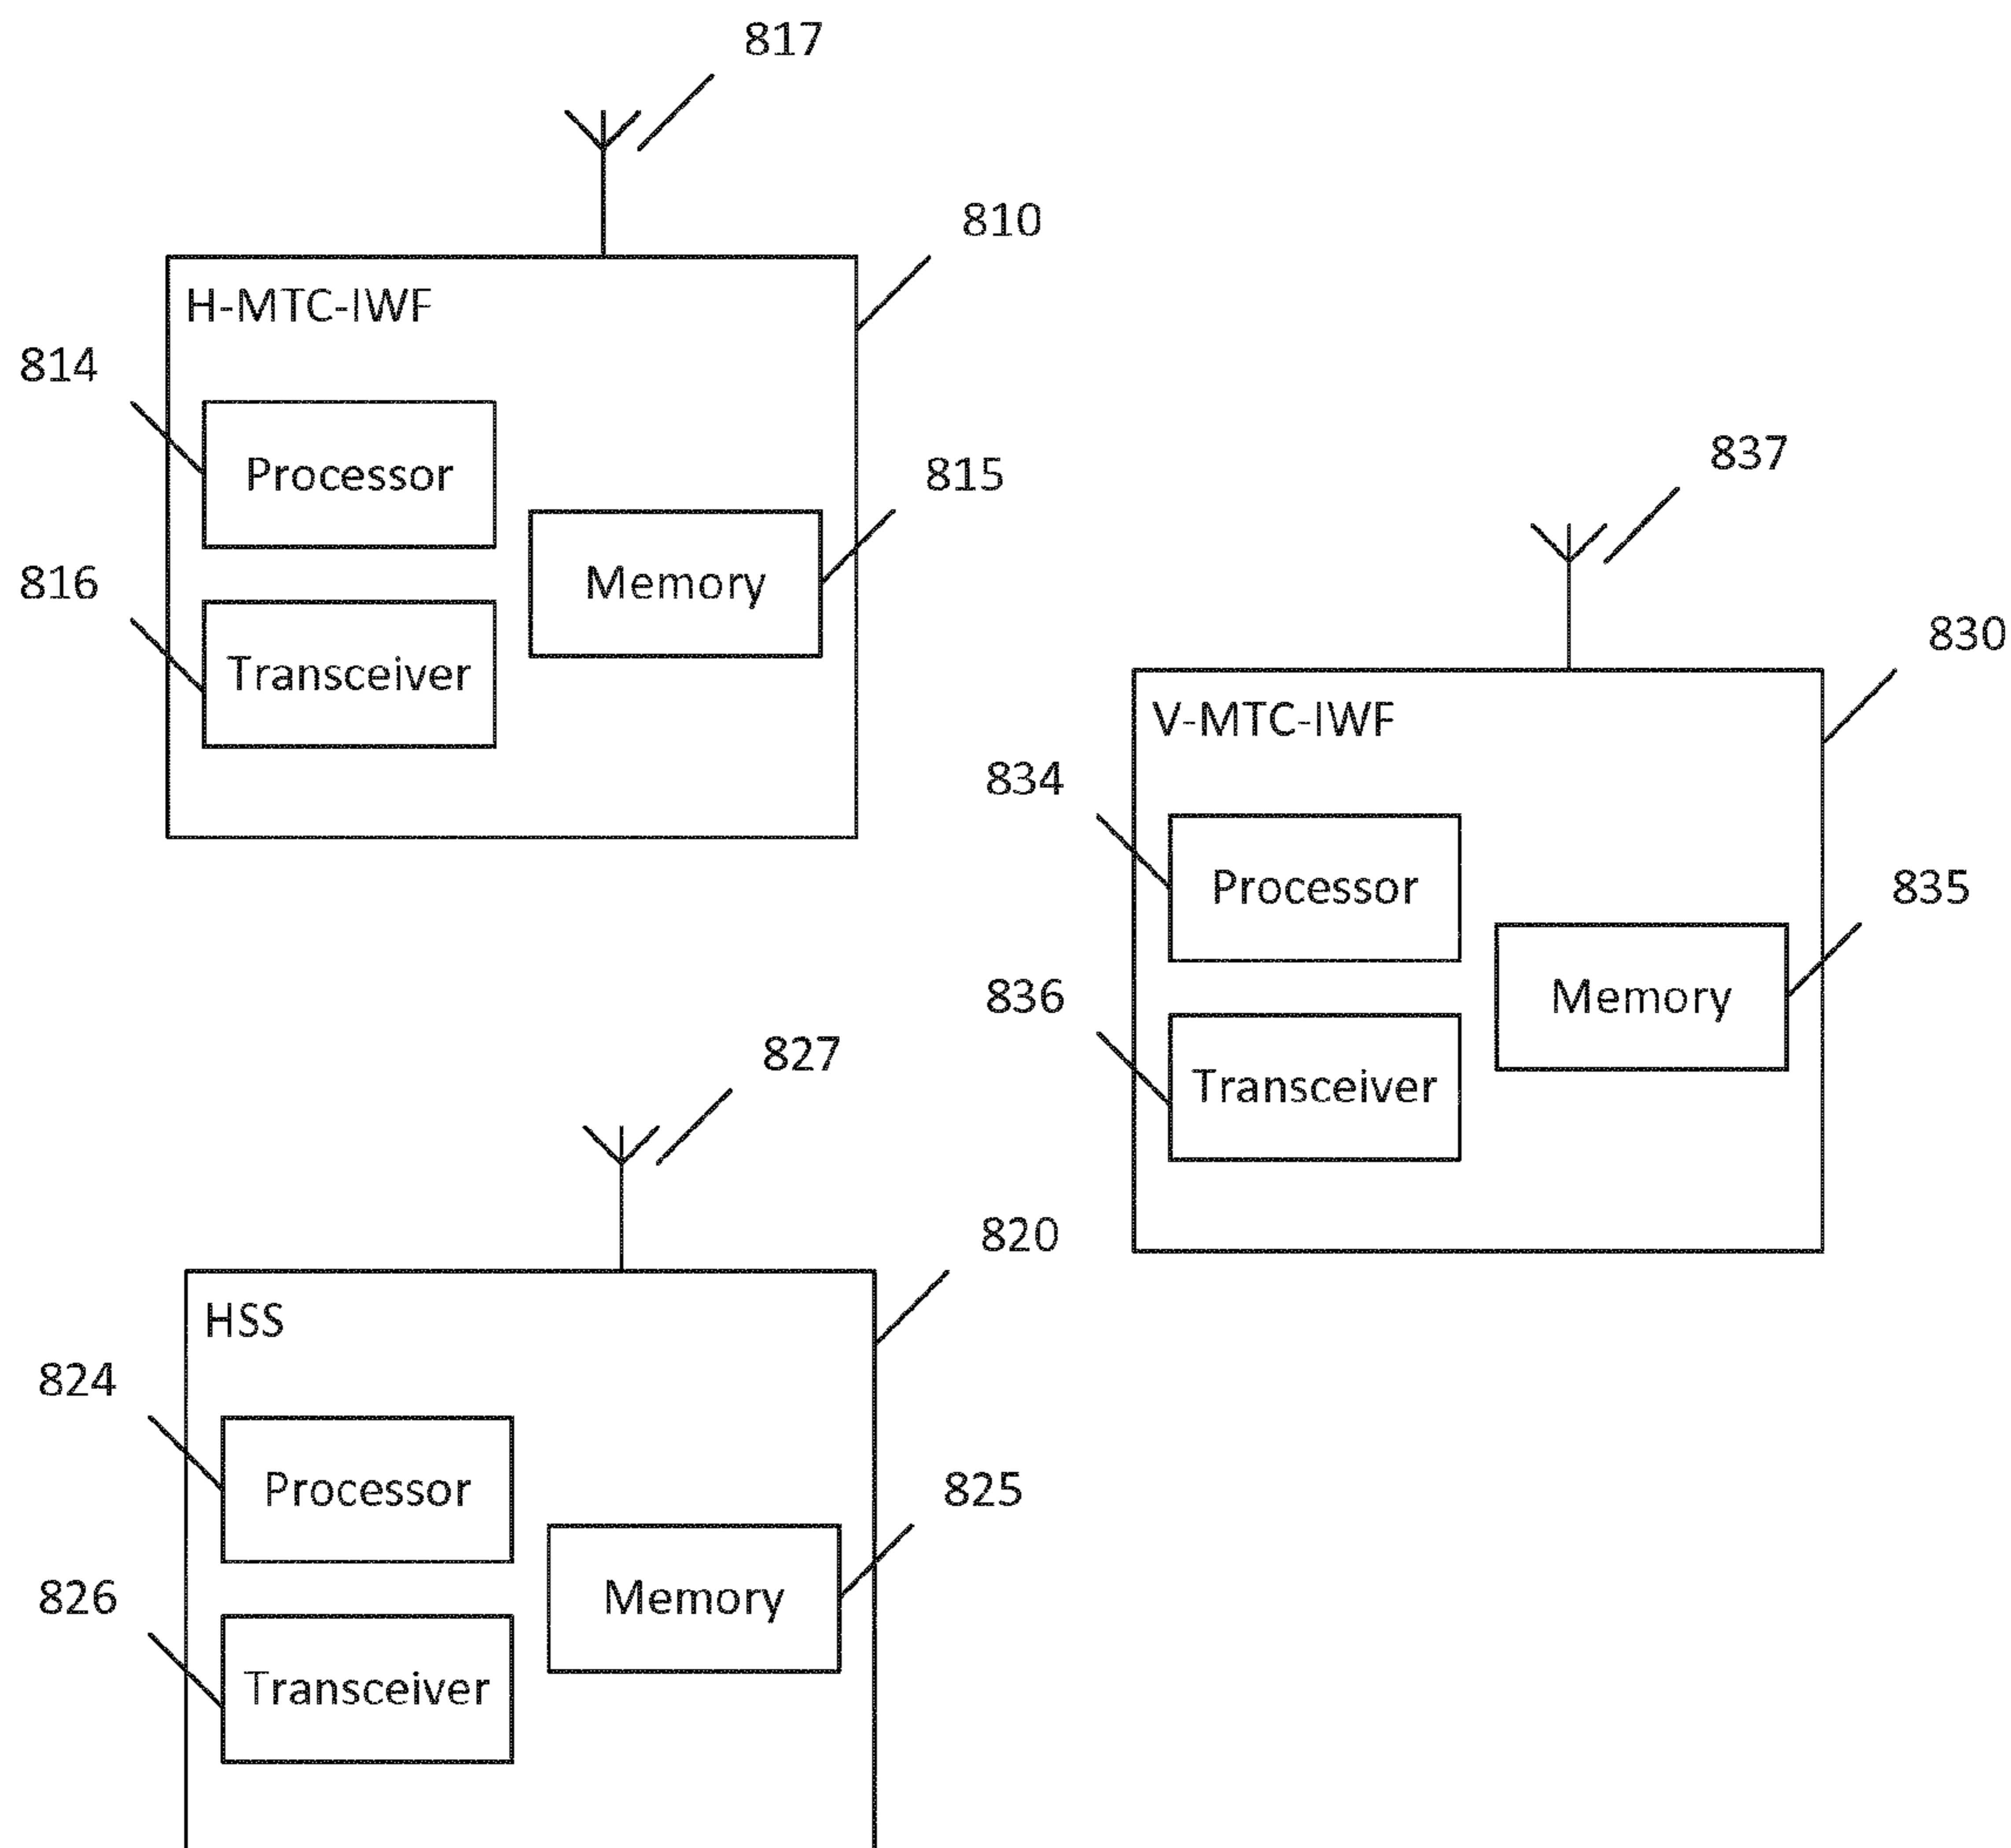 817
810
H-MTC-IWF
814
Processor
815
816
Memory
Transceiver
837
830
V-MTC-IWF
834
Processor
835
836
Memory
Transceiver
827
820
HSS
824
Processor
825
826
Memory
Transceiver